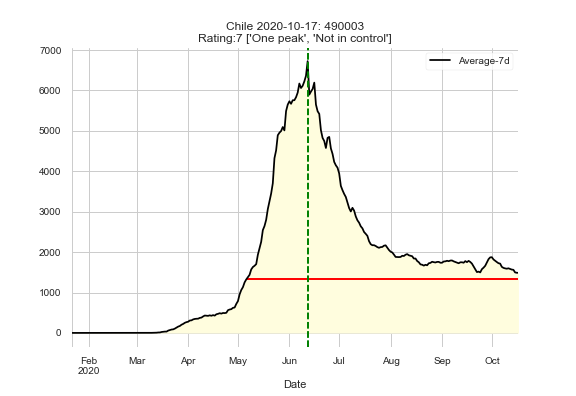 Chile 2020-10-17: 490003
Rating:7 ['One peak', 'Not in control']
7000
Average-7d
6000
5000
4000
3000
2000
1000
0
Feb Mar Apr May Jun Jul Aug Sep Oct
2020
Date